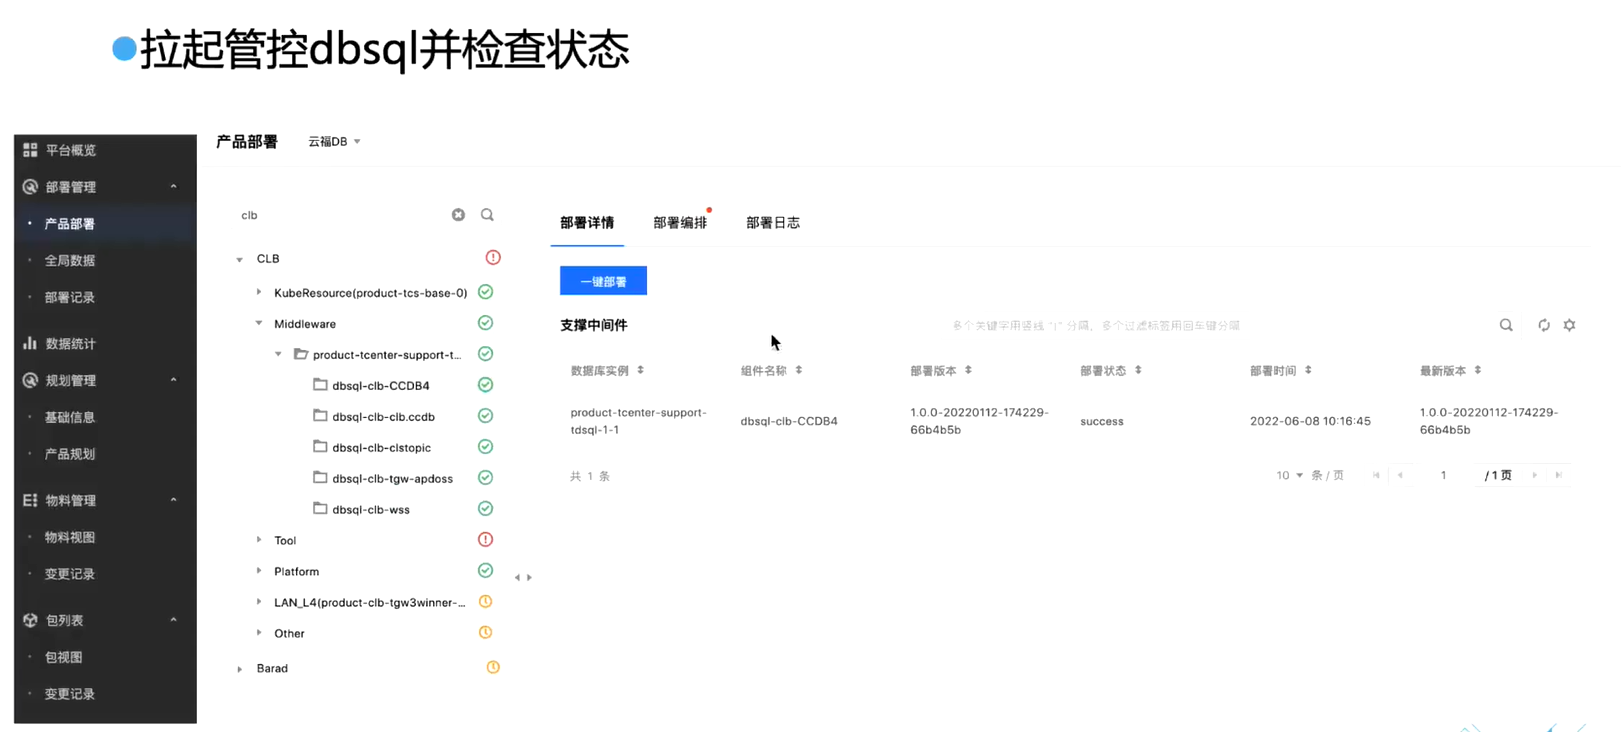 拉起管控dbsql并检查状态
平台概览
部署管理
产品部署
全局数据
部署记录
数据统计
规划管理
基础信息
产品规划
物料管理
物料视图
变更记录
包列表
包视图
变更记录
产品部署 云福DB
clb
CLB
KubeResource(product-tcs-base-0)
Middleware
product-tcenter-support-t...
dbsql-clb-CCDB4
dbsql-clb-clb.ccdb
dbsql-clb-clstopic
dbsql-clb-tgw-apdoss
dbsql-clb-wss
Tool
Platform
LAN_L4(product-clb-tgw3winner-...
Other
Barad
部署详情 部署编排 部署日志
一键部署
支撑中间件 多个关键字用竖线 "|" 分隔，多个过滤标签用回车键分隔
数据库实例 组件名称 部署版本 部署状态 部署时间 最新版本
product-tcenter-support-tdsql-1-1 dbsql-clb-CCDB4 1.0.0-20220112-174229-66b4b5b success 2022-06-08 10:16:45 1.0.0-20220112-174229-66b4b5b
共 1 条 10 条 / 页 1 / 1 页